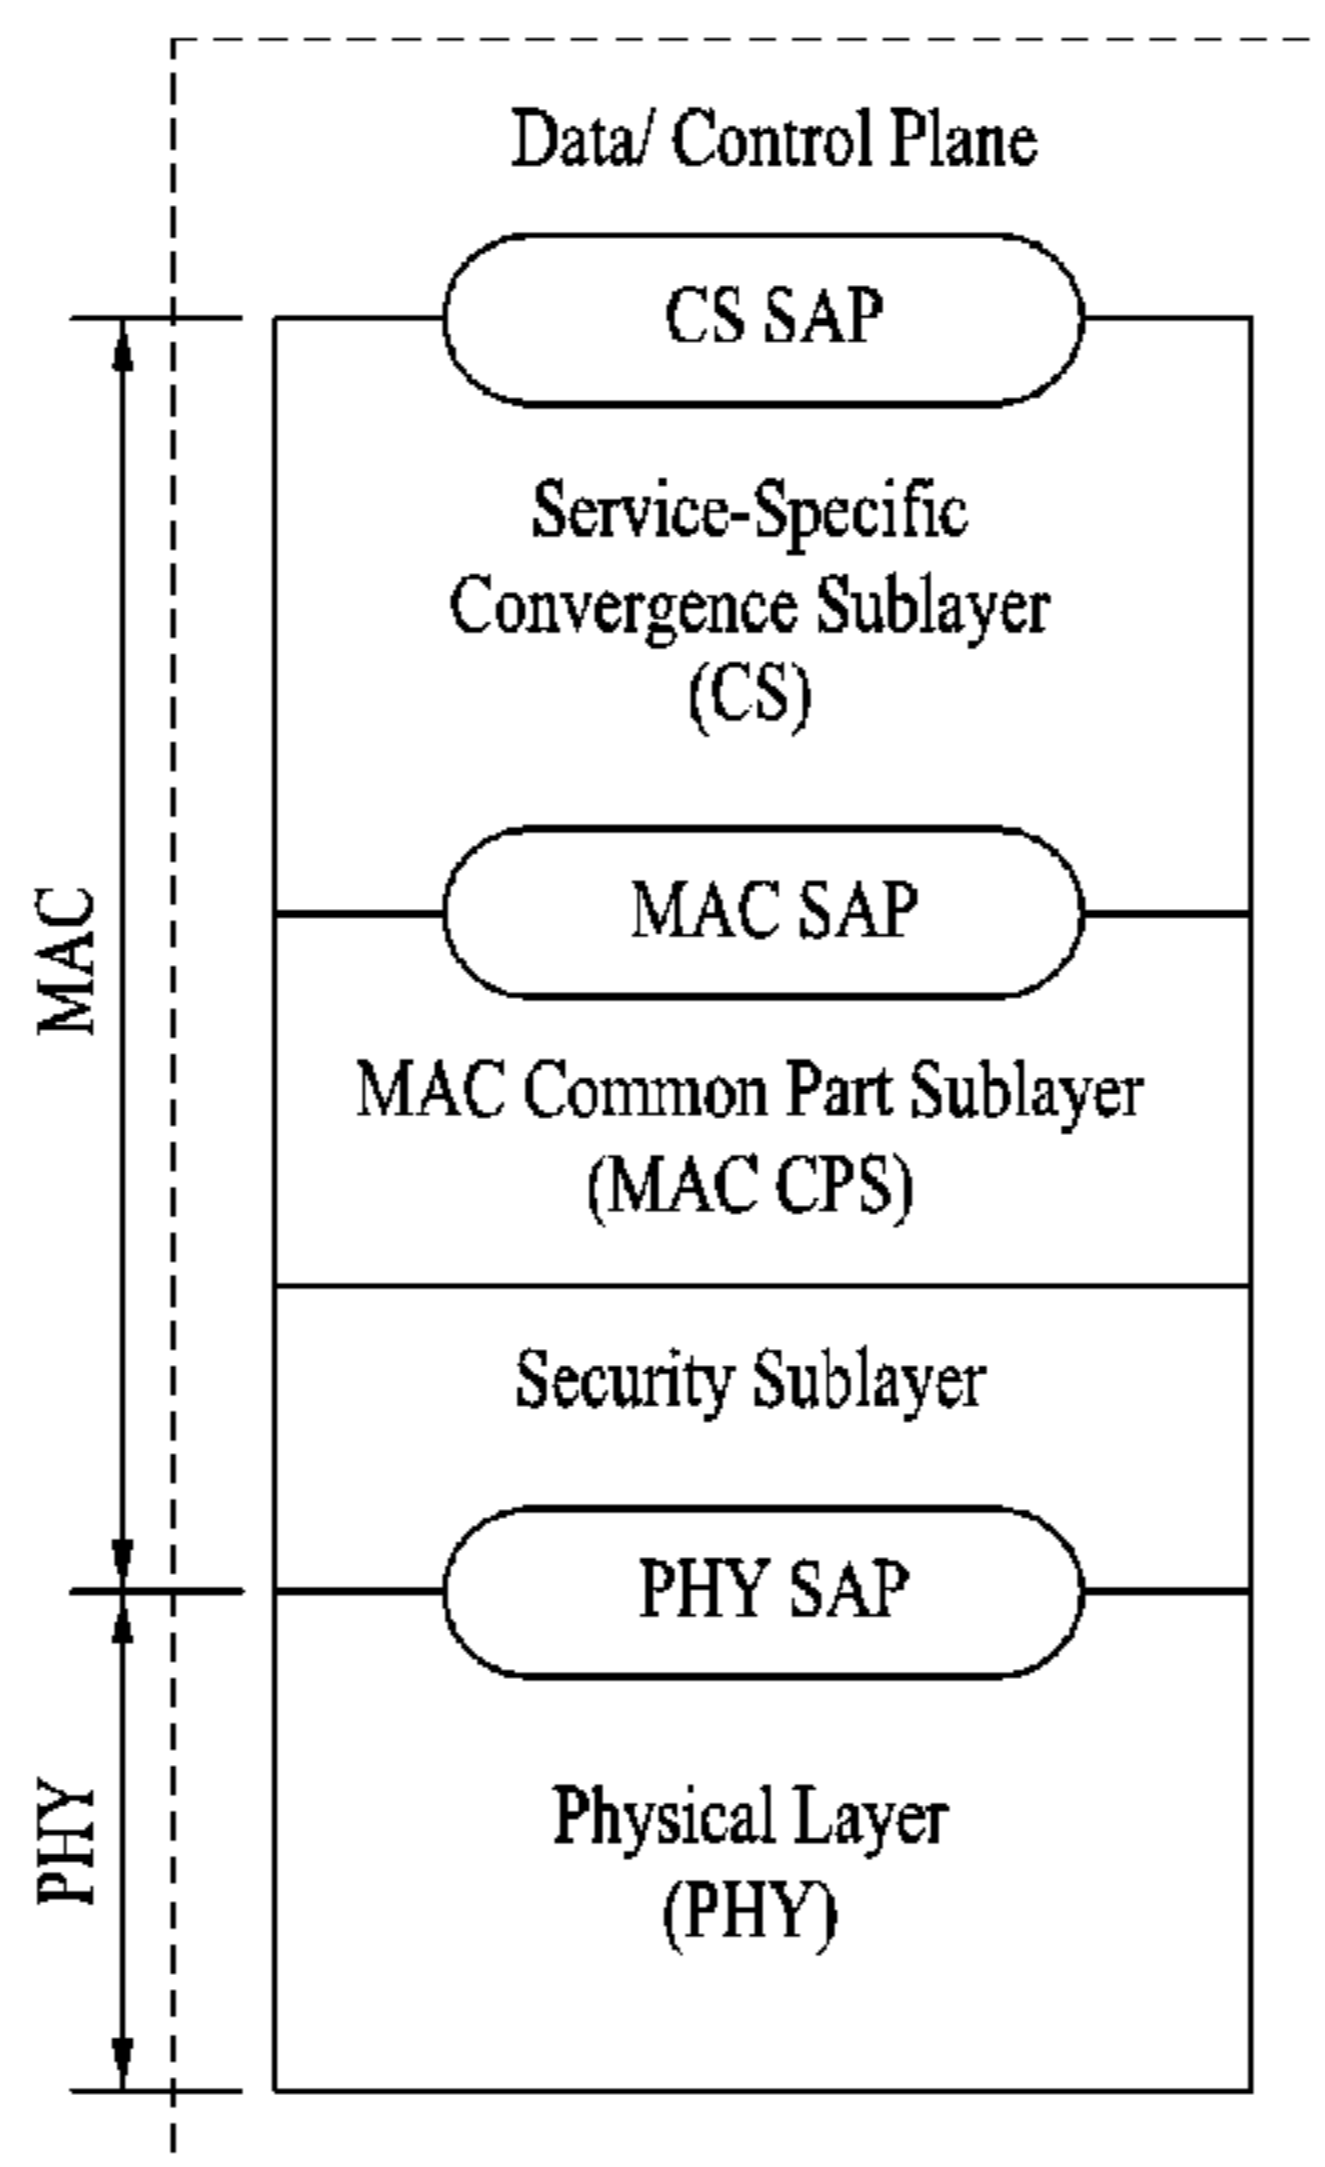 Data/ Control Plane
CS SAP
Service-Specific
Convergence Sublayer
(CS)
MAC SAP
MAC
MAC Common Part Sublayer
(MAC CPS)
Security Sublayer
PHY SAP
PHY
Physical Layer
(PHY)